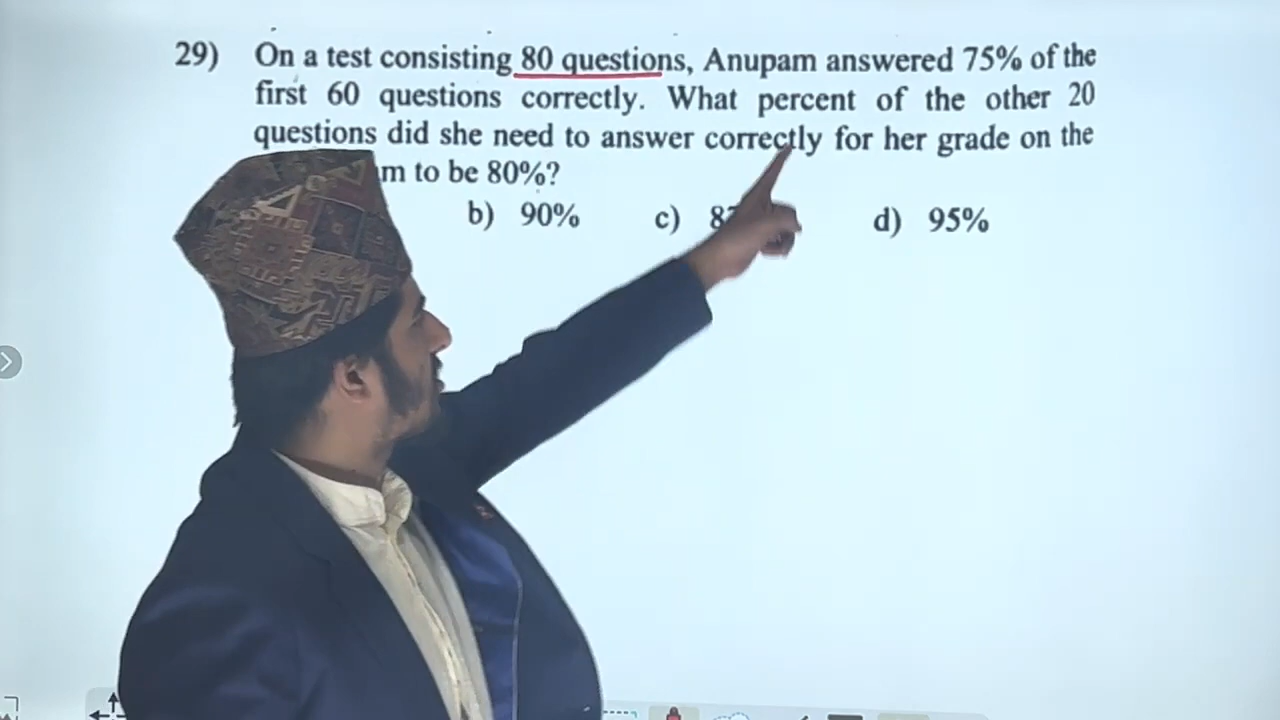 29) On a test consisting 80 questions, Anupam answered 75% of the
first 60 questions correctly. What percent of the other 20
questions did she need to answer correctly for her grade on the
m to be 80%?
b) 90% c) 8 d) 95%